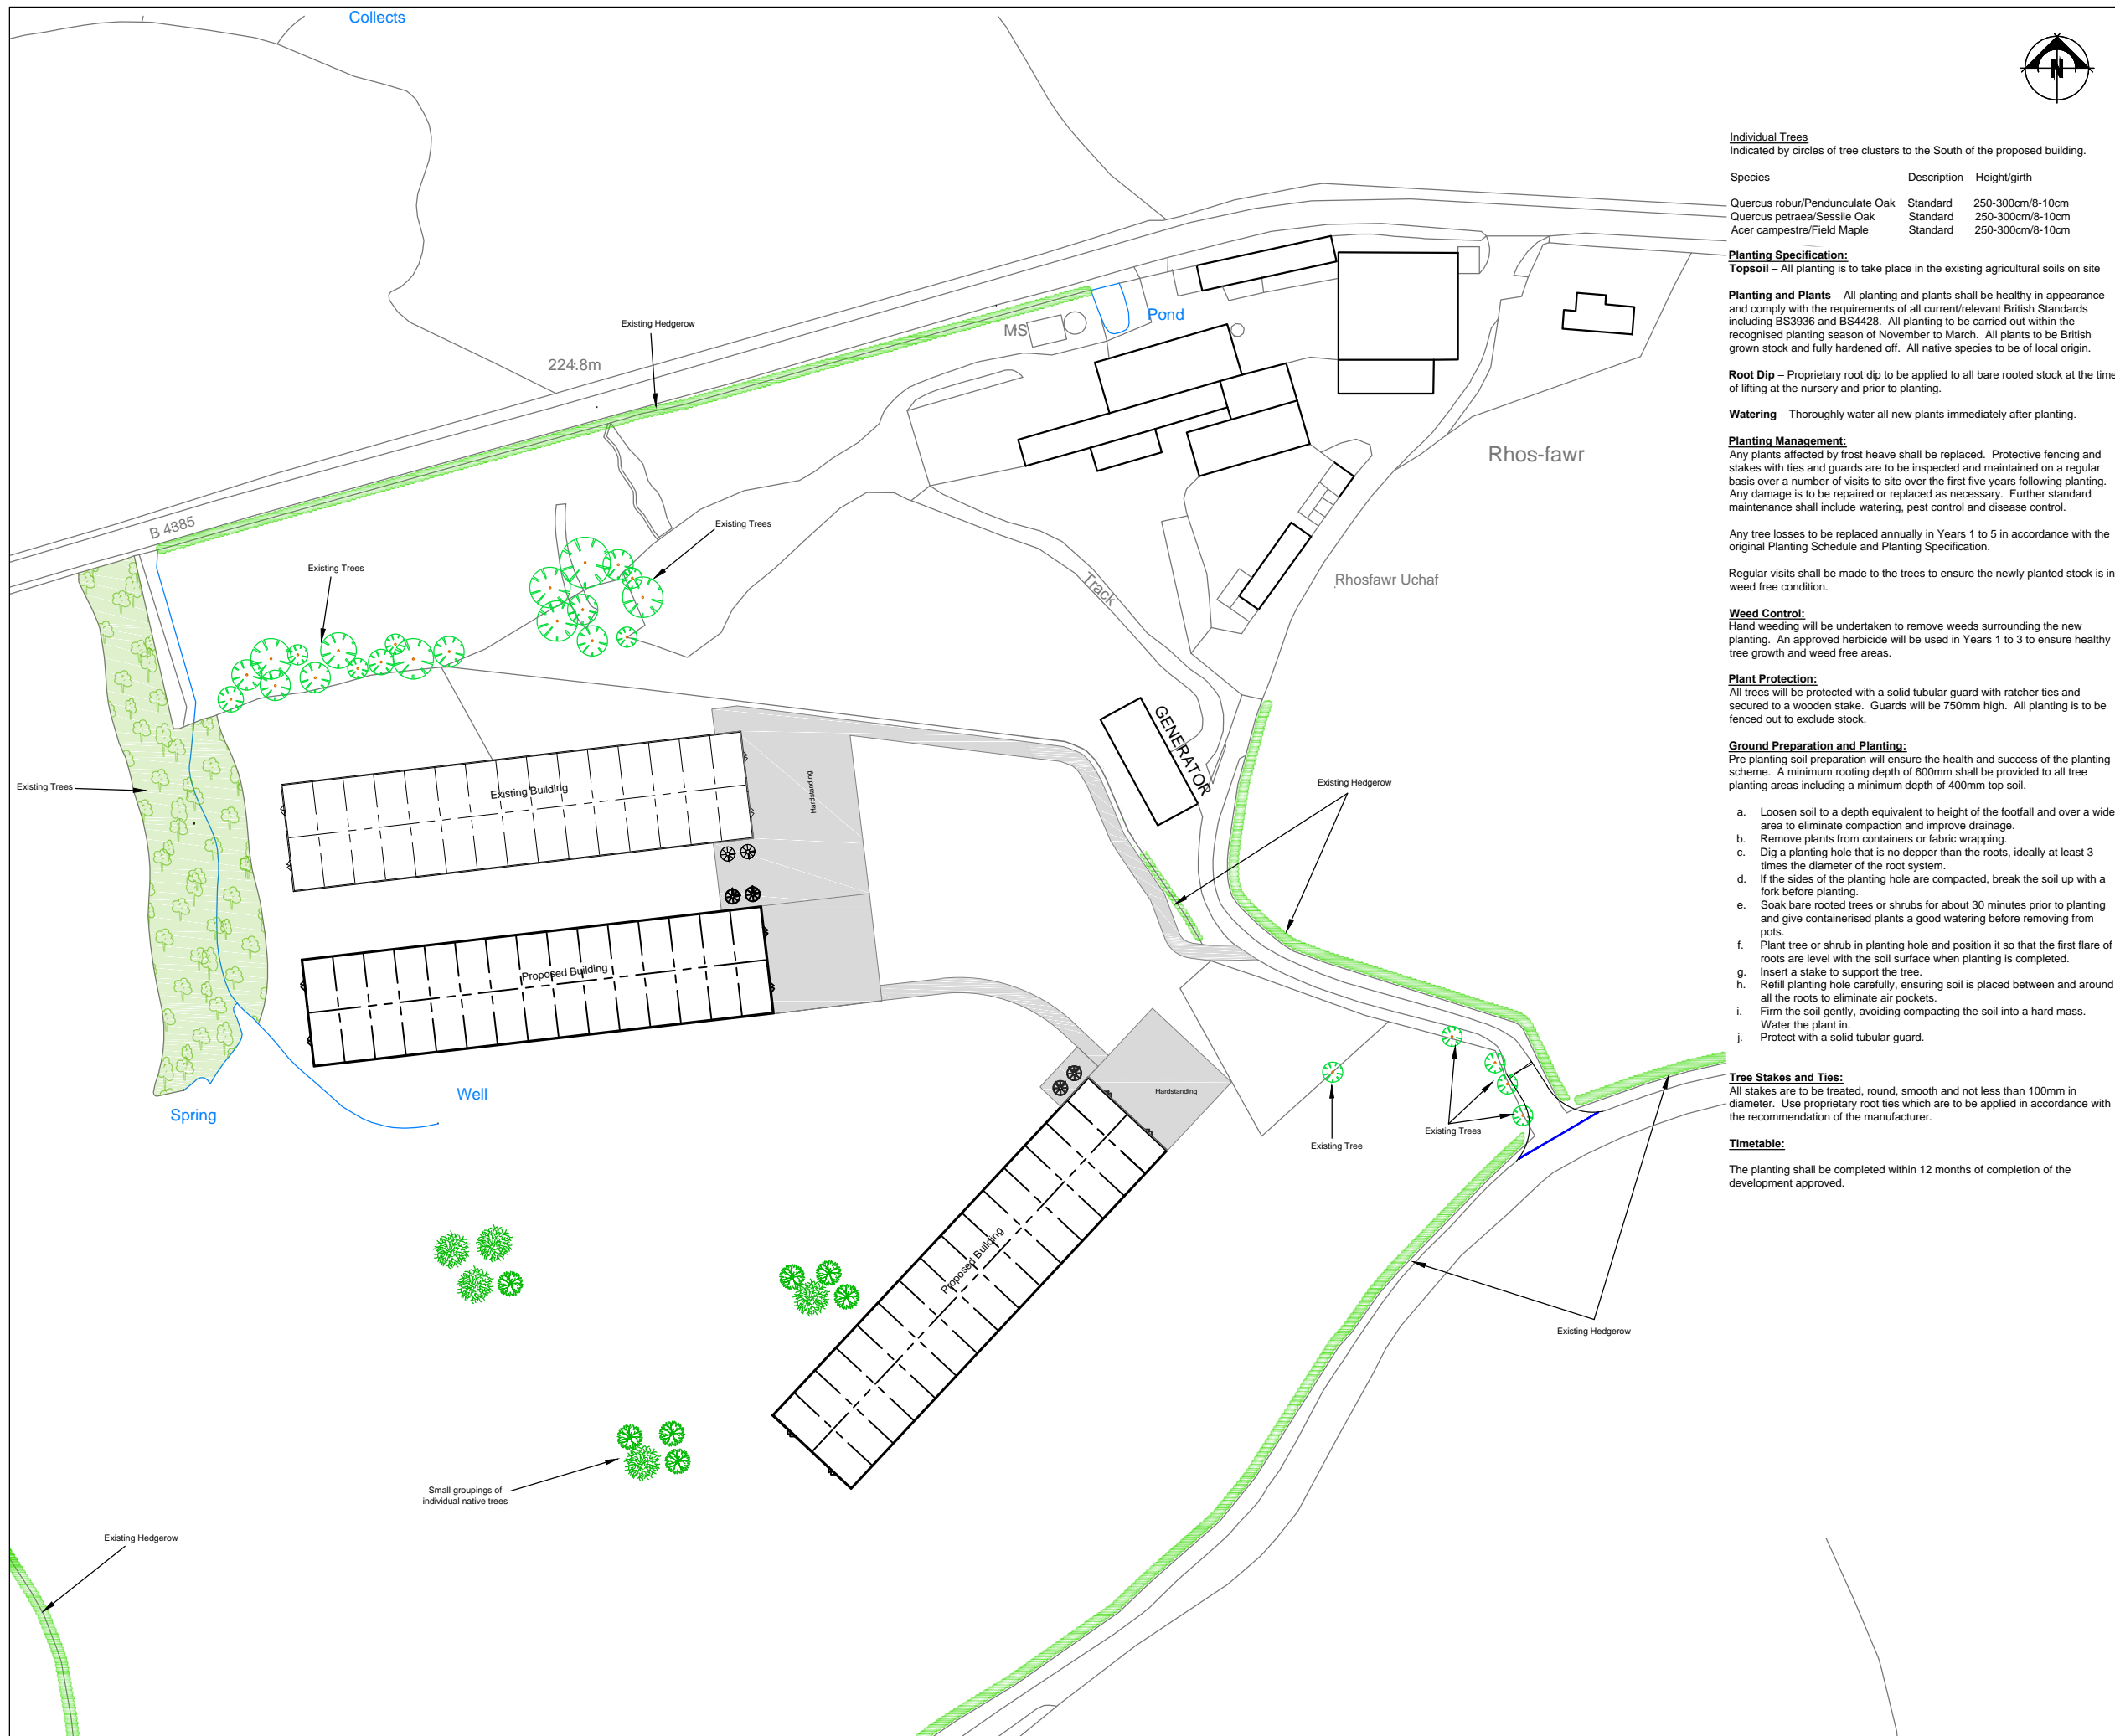 Collects
N
Individual Trees
Indicated by circles of tree clusters to the South of the proposed building.
Species Description Height/girth
Quercus robur/Pendunculate Oak Standard 250-300cm/8-10cm
Quercus petraea/Sessile Oak Standard 250-300cm/8-10cm
Acer campestre/Field Maple Standard 250-300cm/8-10cm
Planting Specification:
Topsoil – All planting is to take place in the existing agricultural soils on site
Planting and Plants – All planting and plants shall be healthy in appearance
and comply with the requirements of all current/relevant British Standards
including BS3936 and BS4428. All planting to be carried out within the
recognised planting season of November to March. All plants to be British
grown stock and fully hardened off. All native species to be of local origin.
Root Dip – Proprietary root dip to be applied to all bare rooted stock at the time
of lifting at the nursery and prior to planting.
Watering – Thoroughly water all new plants immediately after planting.
Planting Management:
Any plants affected by frost heave shall be replaced. Protective fencing and
stakes with ties and guards are to be inspected and maintained on a regular
basis over a number of visits to site over the first five years following planting.
Any damage is to be repaired or replaced as necessary. Further standard
maintenance shall include watering, pest control and disease control.
Any tree losses to be replaced annually in Years 1 to 5 in accordance with the
original Planting Schedule and Planting Specification.
Regular visits shall be made to the trees to ensure the newly planted stock is in
weed free condition.
Weed Control:
Hand weeding will be undertaken to remove weeds surrounding the new
planting. An approved herbicide will be used in Years 1 to 3 to ensure healthy
tree growth and weed free areas.
Plant Protection:
All trees will be protected with a solid tubular guard with ratcher ties and
secured to a wooden stake. Guards will be 750mm high. All planting is to be
fenced out to exclude stock.
Ground Preparation and Planting:
Pre planting soil preparation will ensure the health and success of the planting
scheme. A minimum rooting depth of 600mm shall be provided to all tree
planting areas including a minimum depth of 400mm top soil.
a. Loosen soil to a depth equivalent to height of the footfall and over a wide
area to eliminate compaction and improve drainage.
b. Remove plants from containers or fabric wrapping.
c. Dig a planting hole that is no depper than the roots, ideally at least 3
times the diameter of the root system.
d. If the sides of the planting hole are compacted, break the soil up with a
fork before planting.
e. Soak bare rooted trees or shrubs for about 30 minutes prior to planting
and give containerised plants a good watering before removing from
pots.
f. Plant tree or shrub in planting hole and position it so that the first flare of
roots are level with the soil surface when planting is completed.
g. Insert a stake to support the tree.
h. Refill planting hole carefully, ensuring soil is placed between and around
all the roots to eliminate air pockets.
i. Firm the soil gently, avoiding compacting the soil into a hard mass.
Water the plant in.
j. Protect with a solid tubular guard.
Tree Stakes and Ties:
All stakes are to be treated, round, smooth and not less than 100mm in
diameter. Use proprietary root ties which are to be applied in accordance with
the recommendation of the manufacturer.
Timetable:
The planting shall be completed within 12 months of completion of the
development approved.
Existing Hedgerow
MS
Pond
224.8m
Rhos-fawr
B 4385
Existing Trees
Existing Trees
Track
Rhosfawr Uchaf
GENERATOR
Existing Trees
Existing Building
Hardstanding
Existing Hedgerow
Proposed Building
Well
Spring
Hardstanding
Existing Tree
Existing Trees
Proposed Building
Existing Hedgerow
Small groupings of
individual native trees
Existing Hedgerow